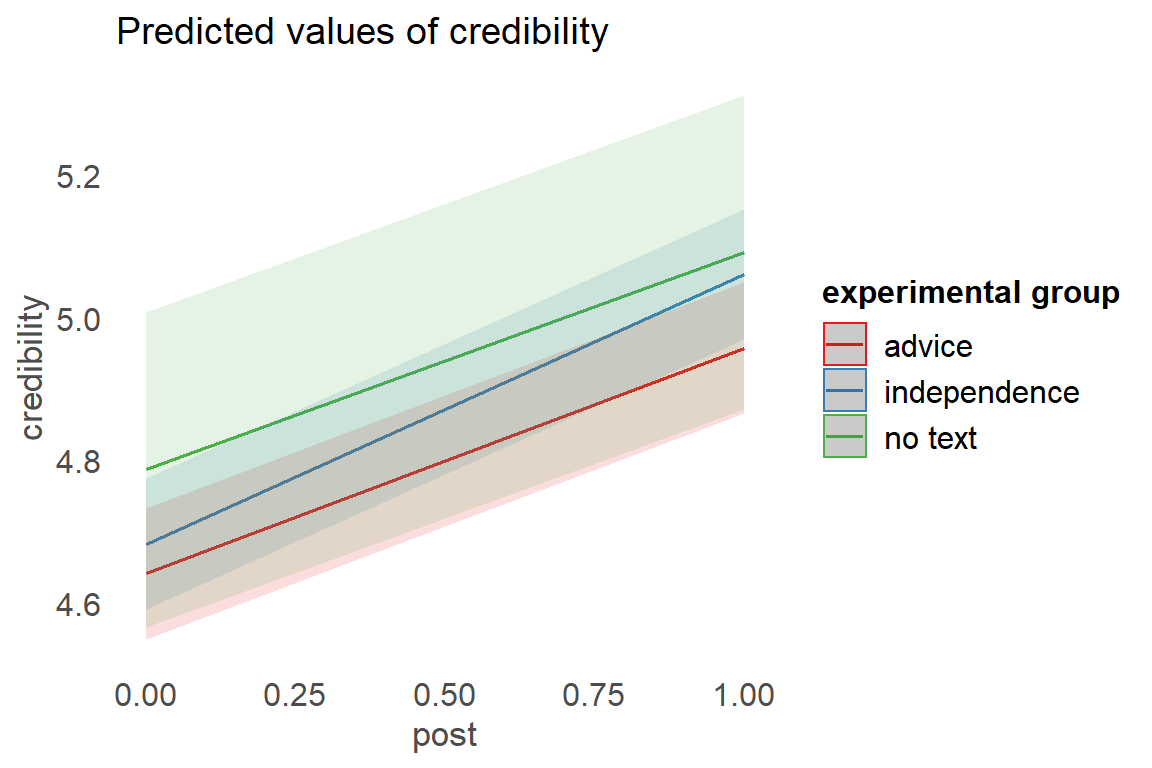 Predicted values of credibility
5.2
5.0
4.8
4.6
credibility
0.00 0.25 0.50 0.75 1.00
post
experimental group
advice
independence
no text